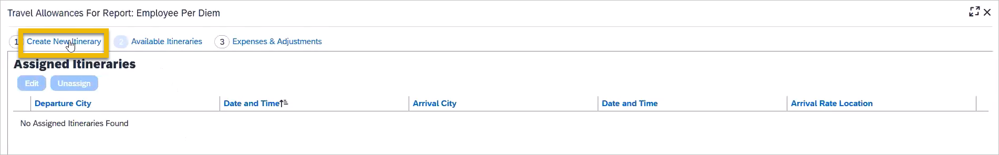 Travel Allowances For Report: Employee Per Diem
1 Create New Itinerary 2 Available Itineraries 3 Expenses & Adjustments
Assigned Itineraries
Edit Unassign
Departure City Date and Time Arrival City Date and Time Arrival Rate Location
No Assigned Itineraries Found